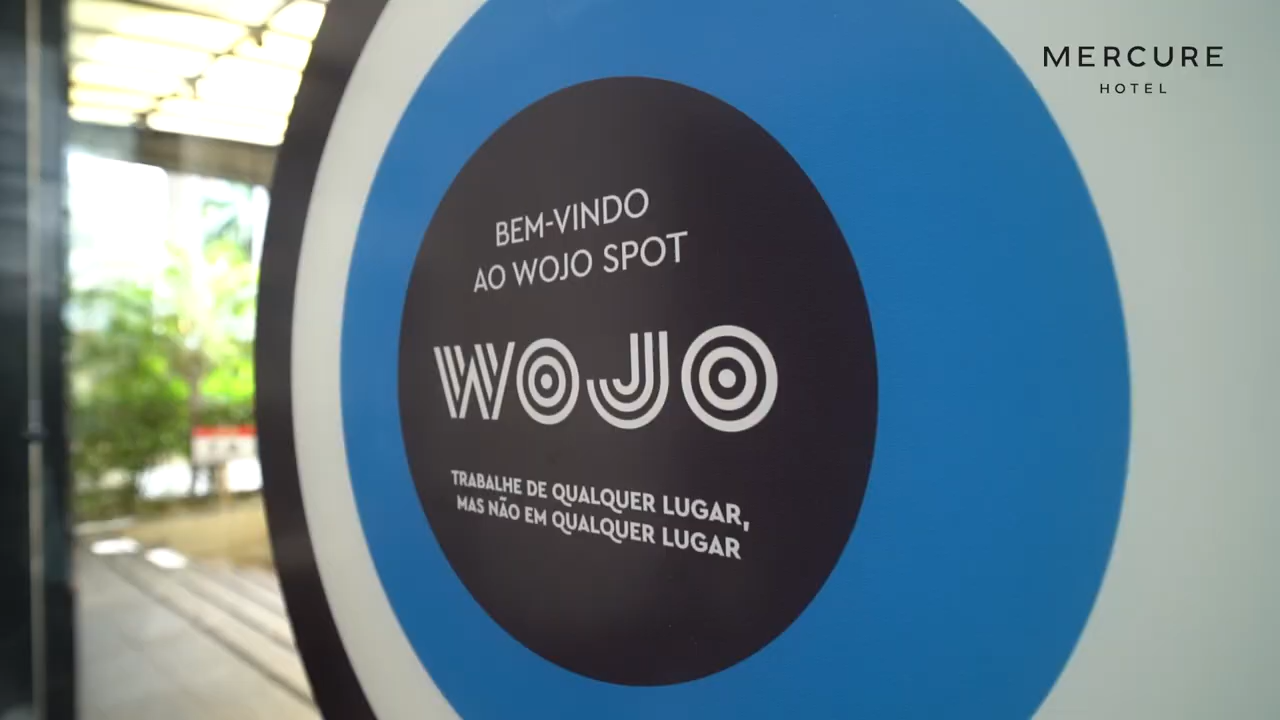 MERCURE
HOTEL
BEM-VINDO
AO WOJO SPOT
WOJO
TRABALHE DE QUALQUER LUGAR,
MAS NÃO EM QUALQUER LUGAR